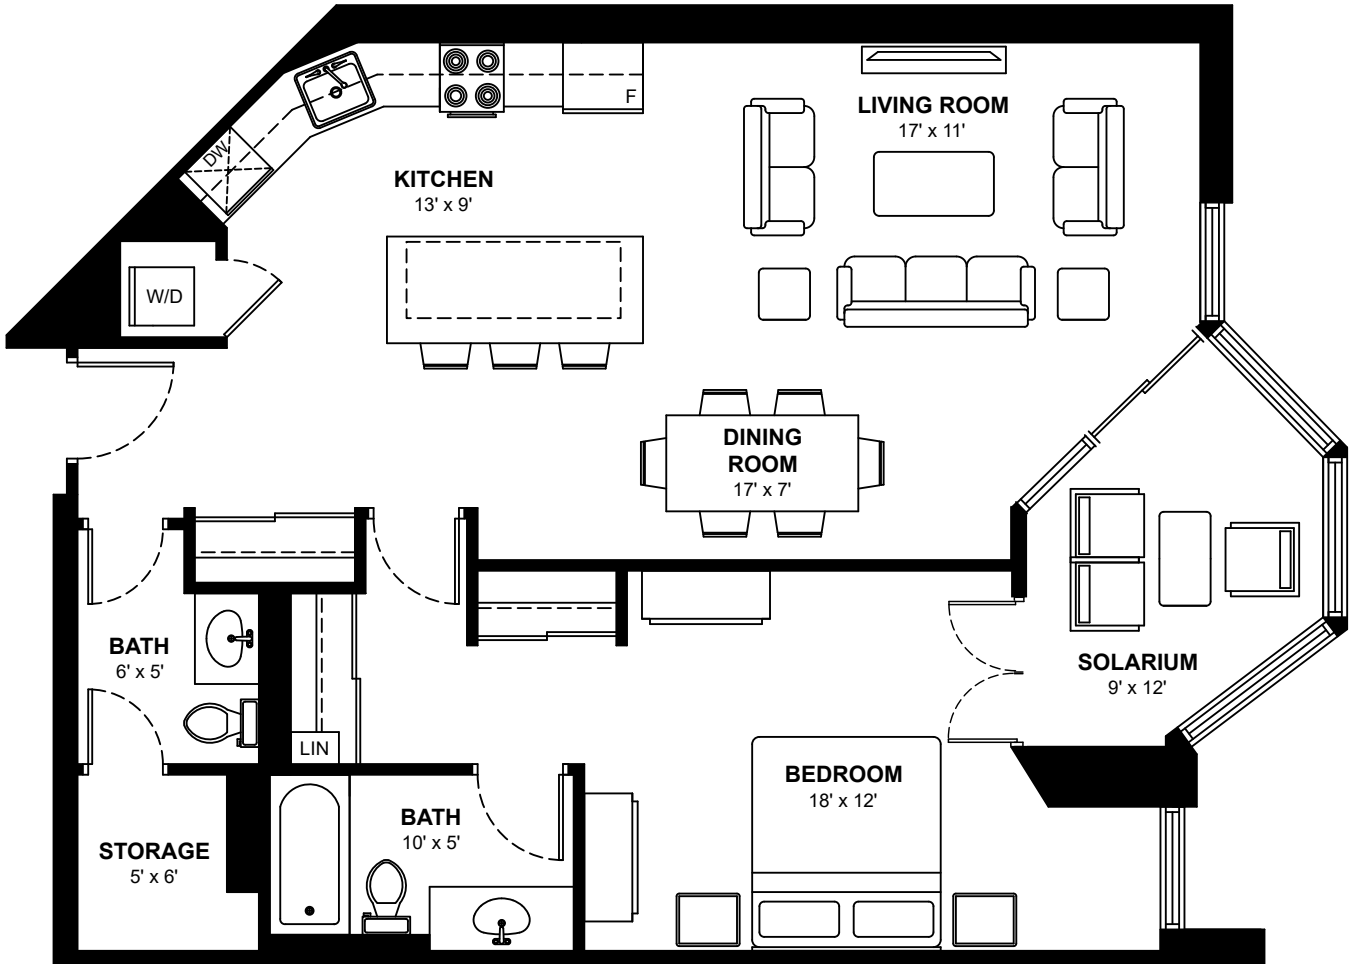 LIVING ROOM
17' x 11'
F
DW
KITCHEN
13' x 9'
W/D
DINING
ROOM
17' x 7'
BATH
6' x 5'
SOLARIUM
9' x 12'
LIN
BEDROOM
18' x 12'
BATH
10' x 5'
STORAGE
5' x 6'